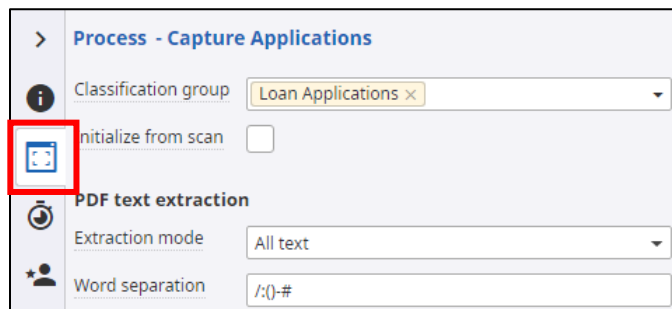 Process - Capture Applications
Classification group
Loan Applications ×
nitialize from scan
PDF text extraction
Extraction mode
All text
Word separation
/:()-#